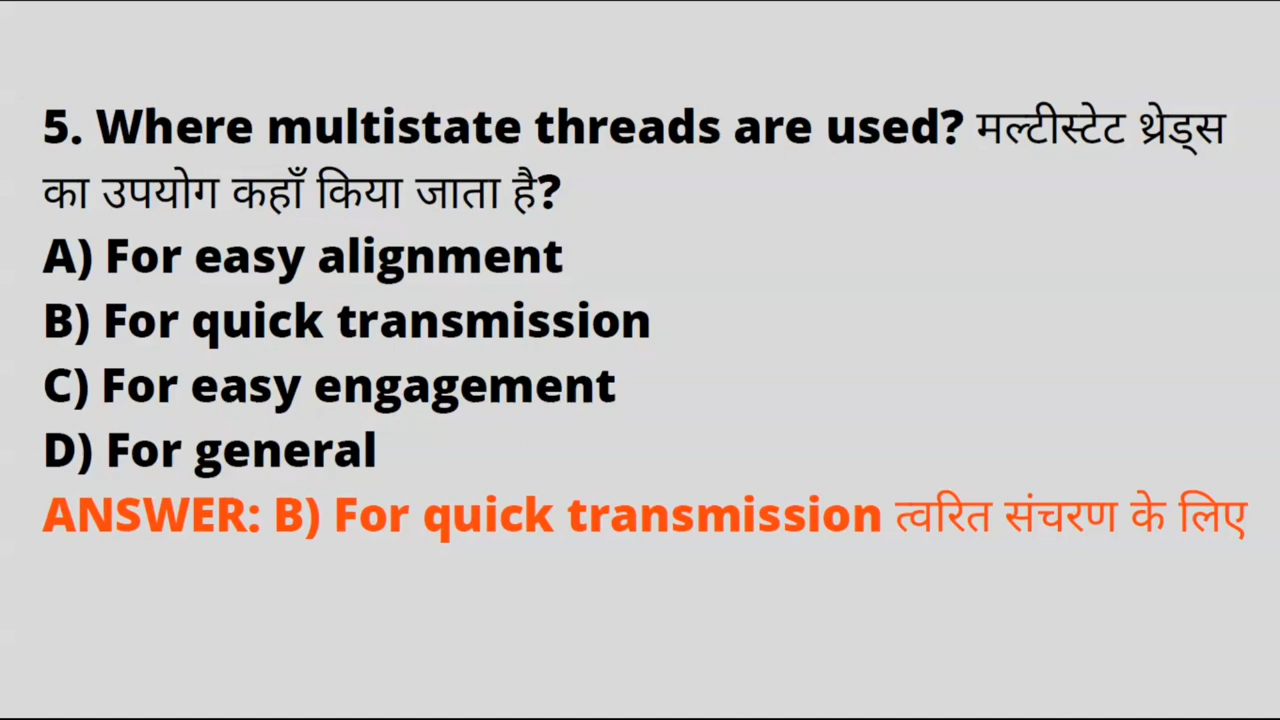 5. Where multistate threads are used? मल्टीस्टेट थ्रेड्स
का उपयोग कहाँ किया जाता है?
A) For easy alignment
B) For quick transmission
C) For easy engagement
D) For general
ANSWER: B) For quick transmission त्वरित संचरण के लिए